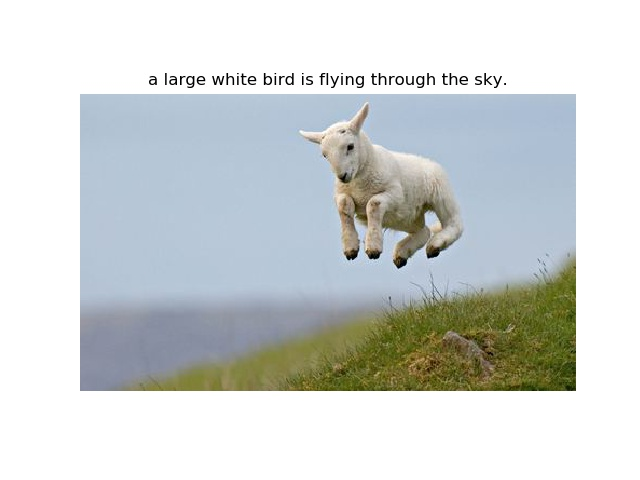 a large white bird is flying through the sky.